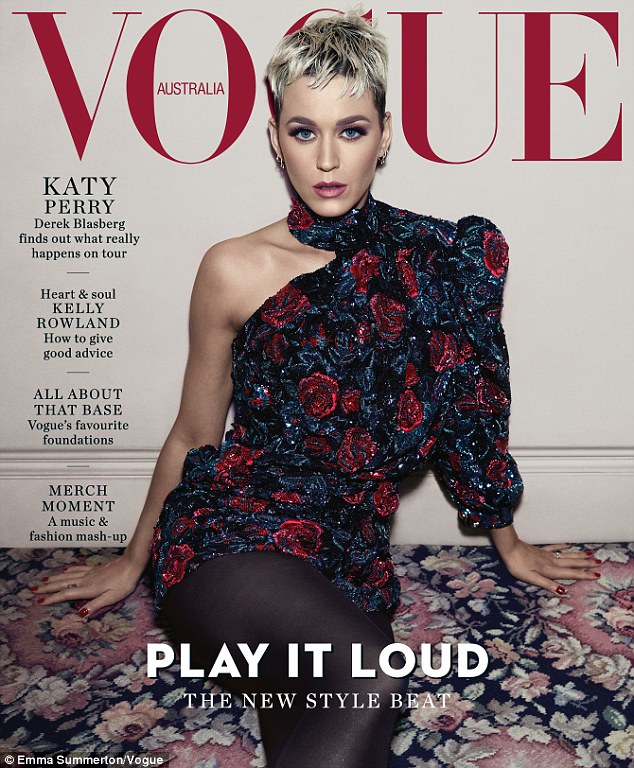 VOGUE
AUSTRALIA
KATY
PERRY
Derek Blasberg
finds out what really
happens on tour
Heart & soul
KELLY
ROWLAND
How to give
good advice
ALL ABOUT
THAT BASE
Vogue's favourite
foundations
MERCH
MOMENT
A music &
fashion mash-up
PLAY IT LOUD
THE NEW STYLE BEAT
© Emma Summerton/Vogue